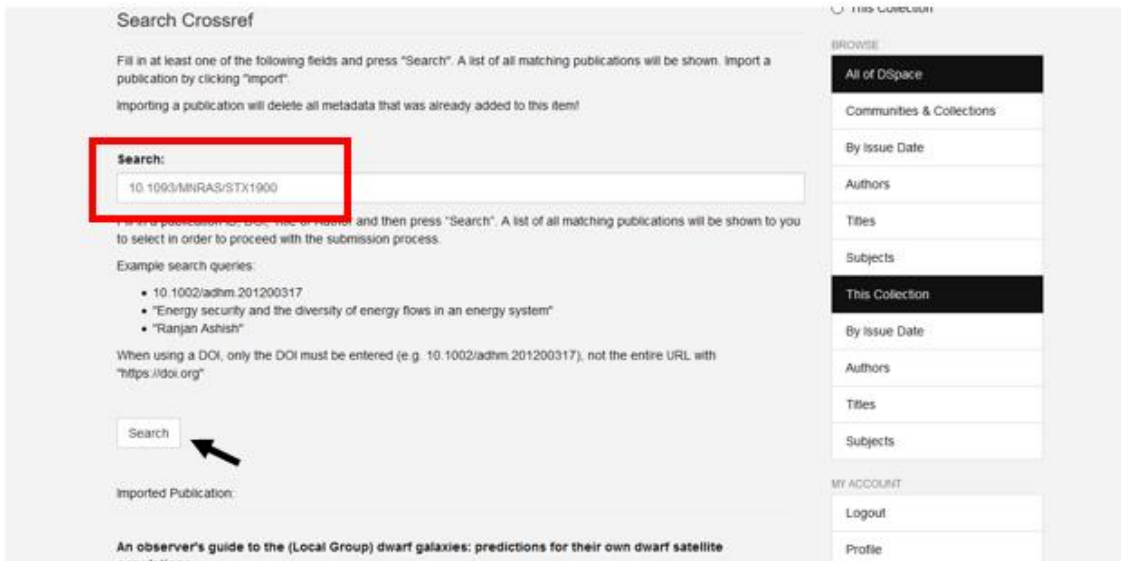 Search Crossref
Fill in at least one of the following fields and press "Search". A list of all matching publications will be shown. Import a
publication by clicking "import".
Importing a publication will delete all metadata that was already added to this item!
Search:
10.1093/MNRAS/STX1900
and then press "Search". A list of all matching publications will be shown to you
to select in order to proceed with the submission process.
Example search queries:
• 10.1002/adhm.201200317
• "Energy security and the diversity of energy flows in an energy system"
• "Ranjan Ashish"
When using a DOI, only the DOI must be entered (e.g. 10.1002/adhm.201200317), not the entire URL with
"https://doi.org"
Search
Imported Publication:
An observer's guide to the (Local Group) dwarf galaxies: predictions for their own dwarf satellite
This Collection
BROWSE
All of DSpace
Communities & Collections
By Issue Date
Authors
Titles
Subjects
This Collection
By Issue Date
Authors
Titles
Subjects
MY ACCOUNT
Logout
Profile